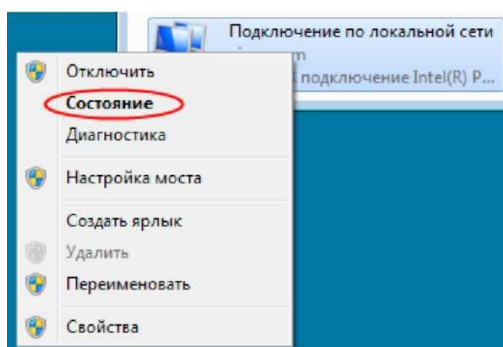 Подключение по локальной сети
m
подключение Intel(R) P...
Отключить
Состояние
Диагностика
Настройка моста
Создать ярлык
Удалить
Переименовать
Свойства